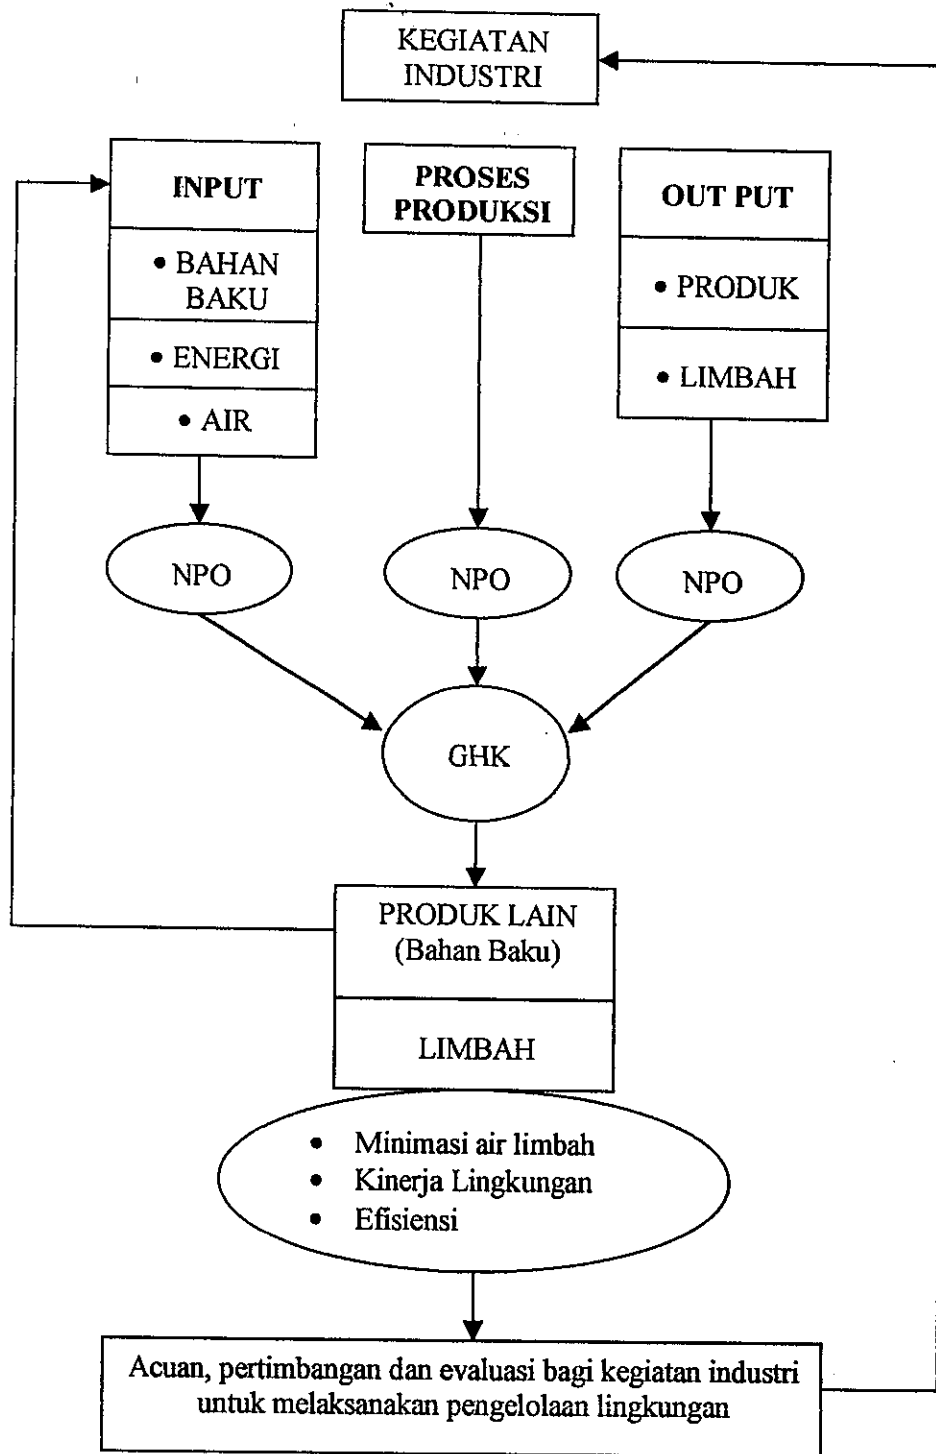 KEGIATAN
INDUSTRI
INPUT
• BAHAN
BAKU
• ENERGI
• AIR
PROSES
PRODUKSI
OUT PUT
• PRODUK
• LIMBAH
NPO
NPO
NPO
GHK
PRODUK LAIN
(Bahan Baku)
LIMBAH
• Minimasi air limbah
• Kinerja Lingkungan
• Efisiensi
Acuan, pertimbangan dan evaluasi bagi kegiatan industri
untuk melaksanakan pengelolaan lingkungan